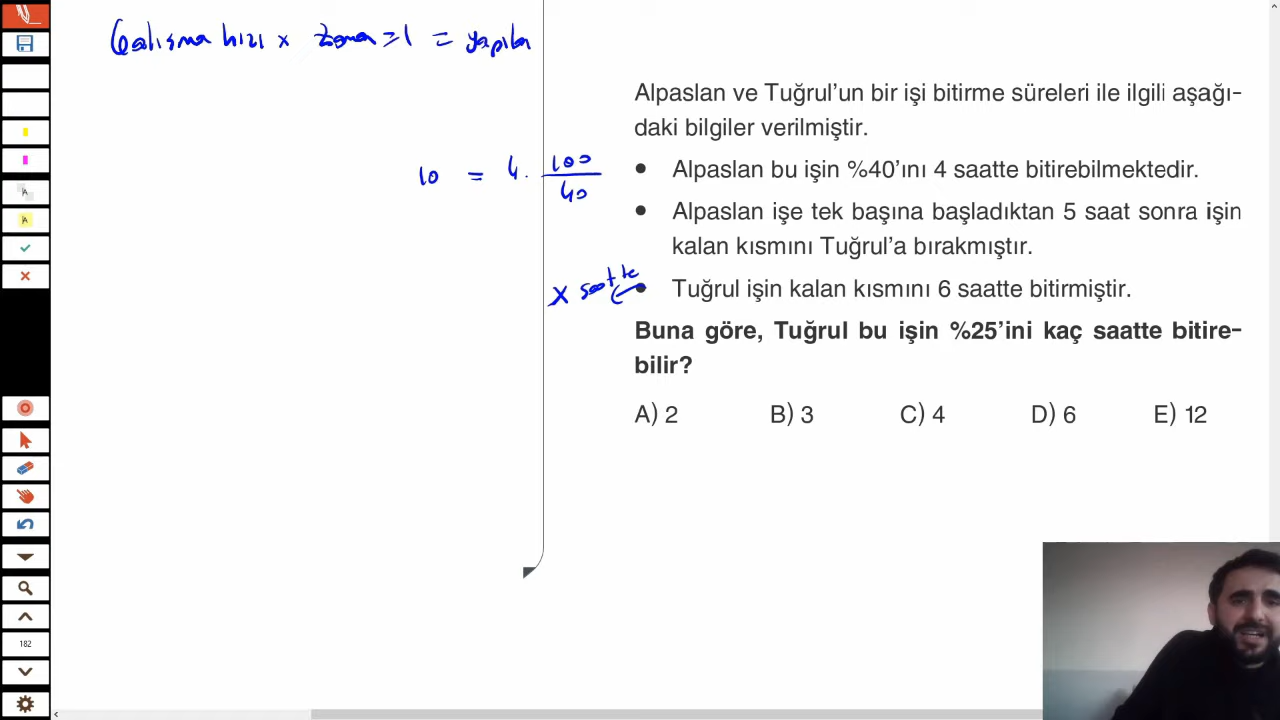 Çalışma hızı x zaman = 1 = yapılan
Alpaslan ve Tuğrul'un bir işi bitirme süreleri ile ilgili aşağı-
daki bilgiler verilmiştir.
10 = 4 . 100/40
• Alpaslan bu işin %40'ını 4 saatte bitirebilmektedir.
• Alpaslan işe tek başına başladıktan 5 saat sonra işin
kalan kısmını Tuğrul'a bırakmıştır.
x saatte
• Tuğrul işin kalan kısmını 6 saatte bitirmiştir.
Buna göre, Tuğrul bu işin %25'ini kaç saatte bitire-
bilir?
A) 2 B) 3 C) 4 D) 6 E) 12
182